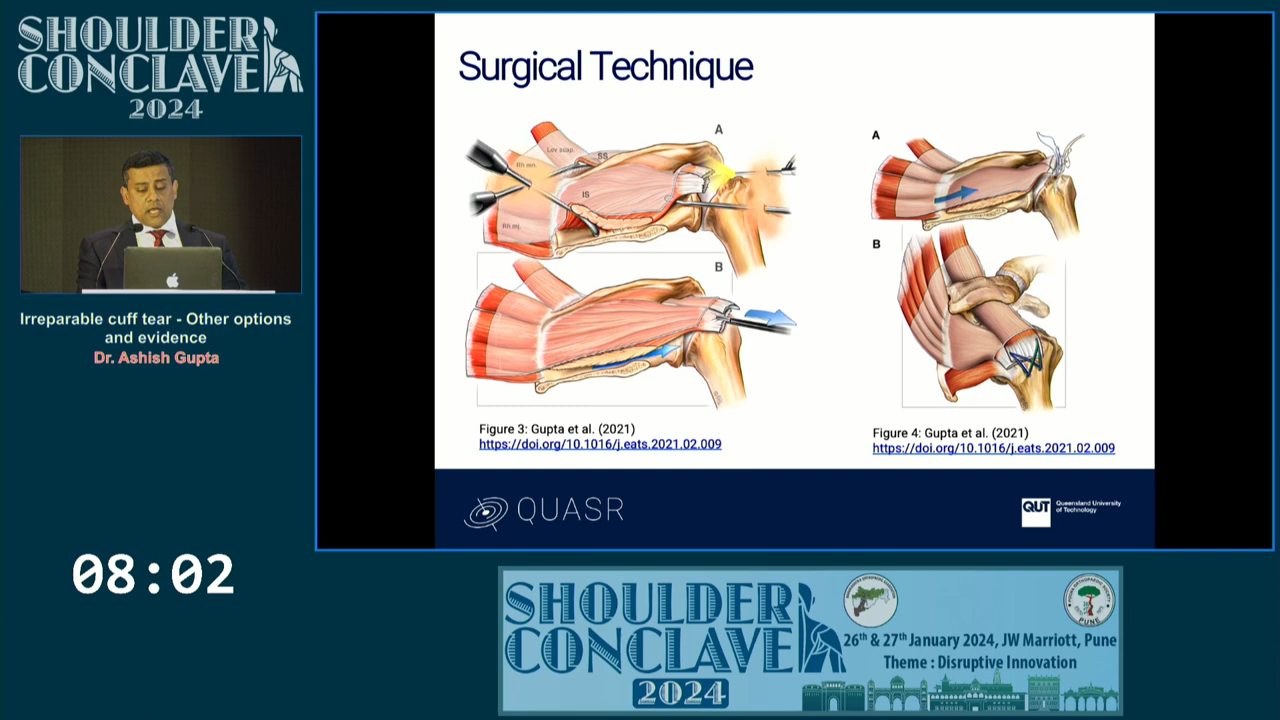 SHOULDER
CONCLAVE
2024
Irreparable cuff tear - Other options
and evidence
Dr. Ashish Gupta
08:02
Surgical Technique
A
Lev scap.
SS
Rh mn.
IS
Rh mj.
B
Figure 3: Gupta et al. (2021)
https://doi.org/10.1016/j.eats.2021.02.009
A
B
Figure 4: Gupta et al. (2021)
https://doi.org/10.1016/j.eats.2021.02.009
QUASR
QUT
Queensland University
of Technology
SHOULDER
CONCLAVE
2024
PUNE
26th & 27th January 2024, JW Marriott, Pune
Theme : Disruptive Innovation